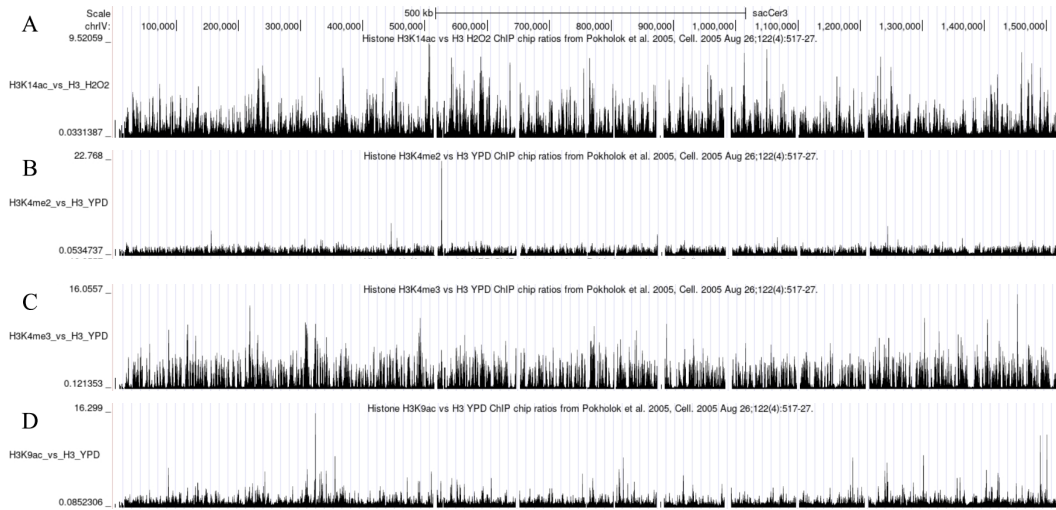 Scale 500 kb sacCer3
A
chrIV: 100,000 200,000 300,000 400,000 500,000 600,000 700,000 800,000 900,000 1,000,000 1,100,000 1,200,000 1,300,000 1,400,000 1,500,000
Histone H3K14ac vs H3 H2O2 ChIP chip ratios from Pokholok et al. 2005, Cell. 2005 Aug 26;122(4):517-27.
9.52059 _
H3K14ac_vs_H3_H2O2
0.0331387 _
B
Histone H3K4me2 vs H3 YPD ChIP chip ratios from Pokholok et al. 2005, Cell. 2005 Aug 26;122(4):517-27.
22.768 _
H3K4me2_vs_H3_YPD
0.0534737 _
C
Histone H3K4me3 vs H3 YPD ChIP chip ratios from Pokholok et al. 2005, Cell. 2005 Aug 26;122(4):517-27.
16.0557 _
H3K4me3_vs_H3_YPD
0.121353 _
D
Histone H3K9ac vs H3 YPD ChIP chip ratios from Pokholok et al. 2005, Cell. 2005 Aug 26;122(4):517-27.
16.299 _
H3K9ac_vs_H3_YPD
0.0852306 _